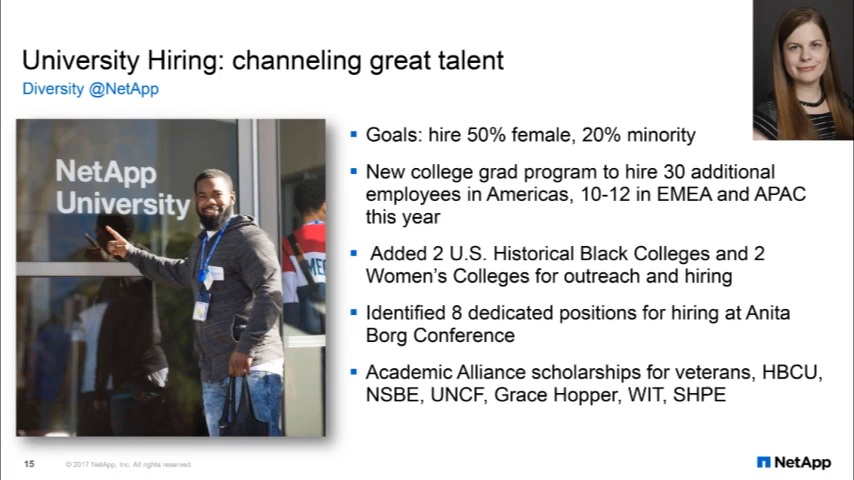 University Hiring: channeling great talent
Diversity @NetApp
NetApp
University
▪ Goals: hire 50% female, 20% minority
▪ New college grad program to hire 30 additional
employees in Americas, 10-12 in EMEA and APAC
this year
▪ Added 2 U.S. Historical Black Colleges and 2
Women's Colleges for outreach and hiring
▪ Identified 8 dedicated positions for hiring at Anita
Borg Conference
▪ Academic Alliance scholarships for veterans, HBCU,
NSBE, UNCF, Grace Hopper, WIT, SHPE
15 © 2017 NetApp, Inc. All rights reserved.
NetApp